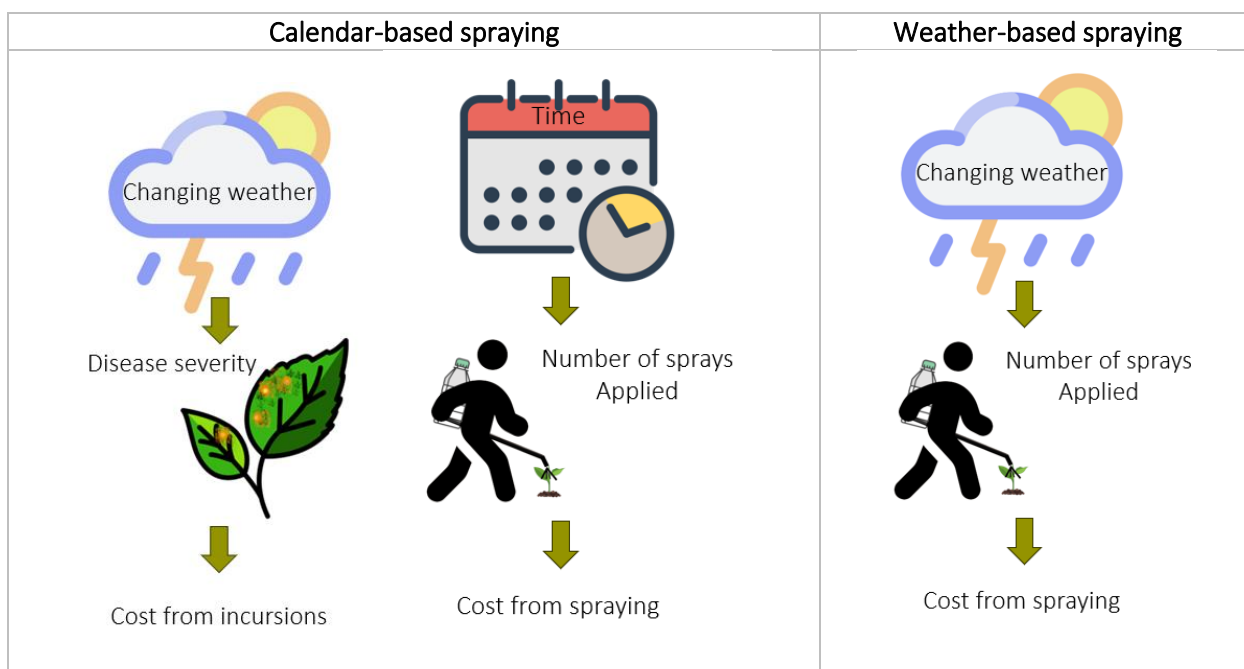 Calendar-based spraying
Weather-based spraying
Changing weather
Time
Changing weather
Disease severity
Number of sprays
Applied
Number of sprays
Applied
Cost from incursions
Cost from spraying
Cost from spraying